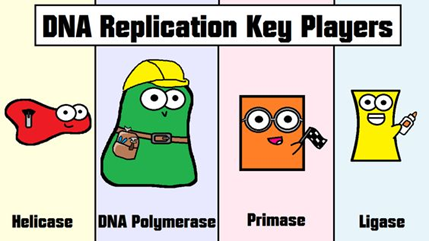 DNA Replication Key Players
Helicase
DNA Polymerase
Primase
Ligase